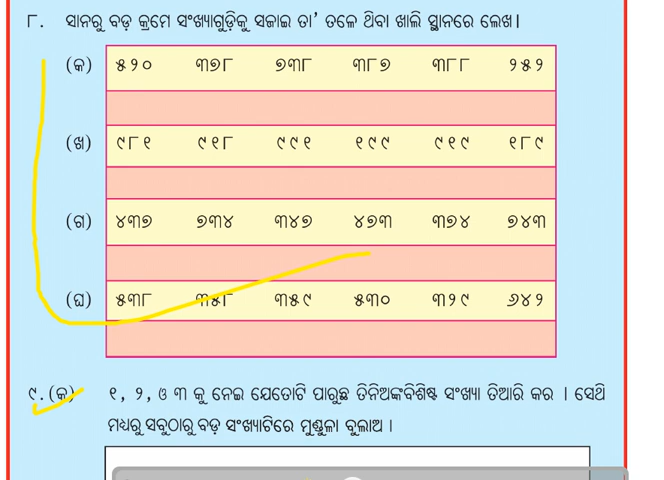 ୮. ସାନରୁ ବଡ଼ କ୍ରମେ ସଂଖ୍ୟାଗୁଡ଼ିକୁ ସଜାଇ ତା’ ତଳେ ଥିବା ଖାଲି ସ୍ଥାନରେ ଲେଖ।
(କ) ୫୨୦ ୩୭୮ ୭୩୮ ୩୮୭ ୩୮୮ ୨୫୨
(ଖ) ୯୮୧ ୯୧୮ ୯୯୧ ୧୯୯ ୯୧୯ ୧୮୯
(ଗ) ୪୩୭ ୭୩୪ ୩୪୭ ୪୭୩ ୩୭୪ ୭୪୩
(ଘ) ୫୩୮ ୩୫୮ ୩୫୯ ୫୩୦ ୩୨୯ ୬୪୨
୯.(କ) ୧, ୨, ଓ ୩ କୁ ନେଇ ଯେତୋଟି ପାରୁଛ ତିନିଅଙ୍କବିଶିଷ୍ଟ ସଂଖ୍ୟା ତିଆରି କର । ସେଥି
ମଧ୍ୟରୁ ସବୁଠାରୁ ବଡ଼ ସଂଖ୍ୟାଟିରେ ମୁଣ୍ଡୁଳା ବୁଲାଅ ।